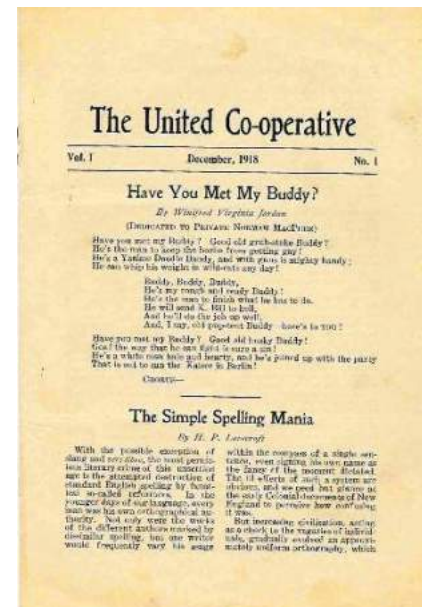 The United Co-operative
Vol. I December, 1918 No. 1
Have You Met My Buddy?
By Winifred Virginia Jordan
(Dedicated to Private Norman MacPhie)
Have you met my Buddy? Good old grub-stake Buddy!
He's the man to keep the boche from getting gay!
He's a Yankee Doodle Dandy, and with guns is mighty handy;
He can whip his weight in wild-cats any day!
Buddy, Buddy, Buddy,
He's my rough and ready Buddy!
He's the man to finish what he has to do.
He will send K. Bill to hell,
And he'll do the job up well,
And, I say, old pup-tent Buddy—here's to you!
Have you met my Buddy? Good old husky Buddy!
Gee! the way that he can fight is sure a sin!
He's a white man hale and hearty, and he's joined up with the party
That is out to can the Kaiser in Berlin!
Chorus—
The Simple Spelling Mania
By H. P. Lovecraft
With the possible exception of
slang and the most pernic-
ious literary crime of this
age is the attempted destruction of
standard English spelling by
so-called reformers. In the
younger days of our language, every
man was his own orthographical au-
thority. Not only were the works
of the different authors marked by
dissimilar spelling, but one writer
would frequently vary his usage
within the compass of a single sen-
tence, even signing his own name as
the fancy of the moment dictated.
The ill effects of such a system are
obvious, and we need but glance at
the early Colonial documents of New
England to perceive how confusing
it was.
But increasing civilization, acting
as a check to the vagaries of individ-
uals, gradually evolved an approxi-
mately uniform orthography, which